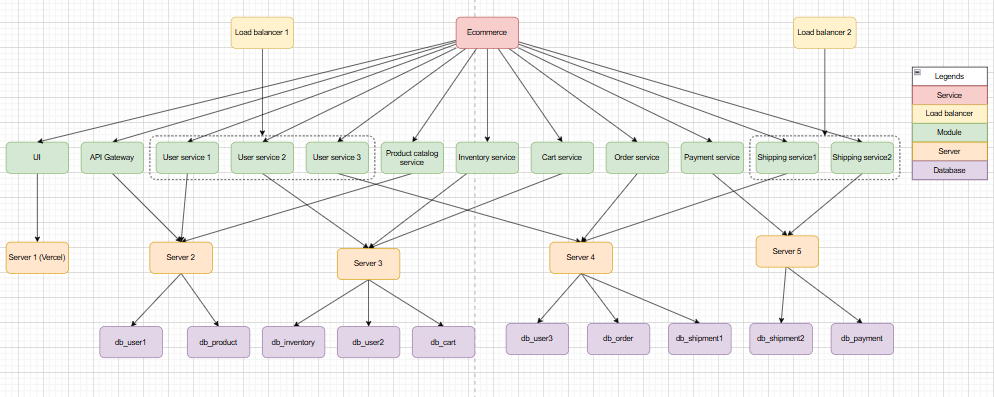 Load balancer 1
Ecommerce
Load balancer 2
Legends
Service
Load balancer
Module
Server
Database
UI
API Gateway
User service 1
User service 2
User service 3
Product catalog
service
Inventory service
Cart service
Order service
Payment service
Shipping service1
Shipping service2
Server 1 (Vercel)
Server 2
Server 3
Server 4
Server 5
db_user1
db_product
db_inventory
db_user2
db_cart
db_user3
db_order
db_shipment1
db_shipment2
db_payment